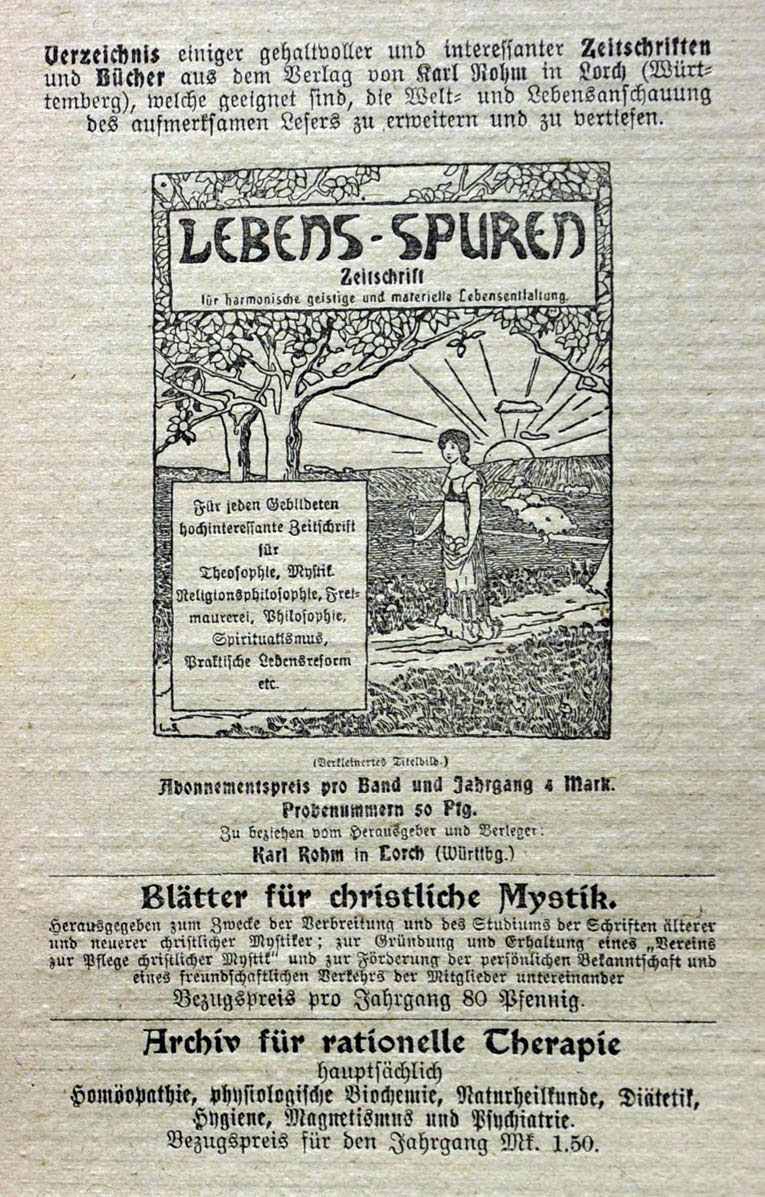 Verzeichnis einiger gehaltvoller und interessanter Zeitschriften
und Bücher aus dem Verlag von Karl Rohm in Lorch (Würt-
temberg), welche geeignet sind, die Welt- und Lebensanschauung
des aufmerksamen Lesers zu erweitern und zu vertiefen.
LEBENS-SPUREN
Zeitschrift
für harmonische geistige und materielle Lebensentfaltung.
Für jeden Gebildeten
hochinteressante Zeitschrift
für
Theosophie, Mystik
Religionsphilosophie, Frei-
maurerei, Philosophie,
Spiritualismus,
Praktische Lebensreform
etc.
(Verkleinertes Titelbild.)
Abonnementspreis pro Band und Jahrgang 4 Mark.
Probenummern 50 Pfg.
Zu beziehen vom Herausgeber und Verleger:
Karl Rohm in Lorch (Württbg.)
Blätter für christliche Mystik.
Herausgegeben zum Zwecke der Verbreitung und des Studiums der Schriften älterer
und neuerer christlicher Mystiker; zur Gründung und Erhaltung eines „Vereins
zur Pflege christlicher Mystik" und zur Förderung der persönlichen Bekanntschaft und
eines freundschaftlichen Verkehrs der Mitglieder untereinander
Bezugspreis pro Jahrgang 80 Pfennig.
Archiv für rationelle Therapie
hauptsächlich
Homöopathie, physiologische Biochemie, Naturheilkunde, Diätetik,
Hygiene, Magnetismus und Psychiatrie.
Bezugspreis für den Jahrgang Mk. 1.50.